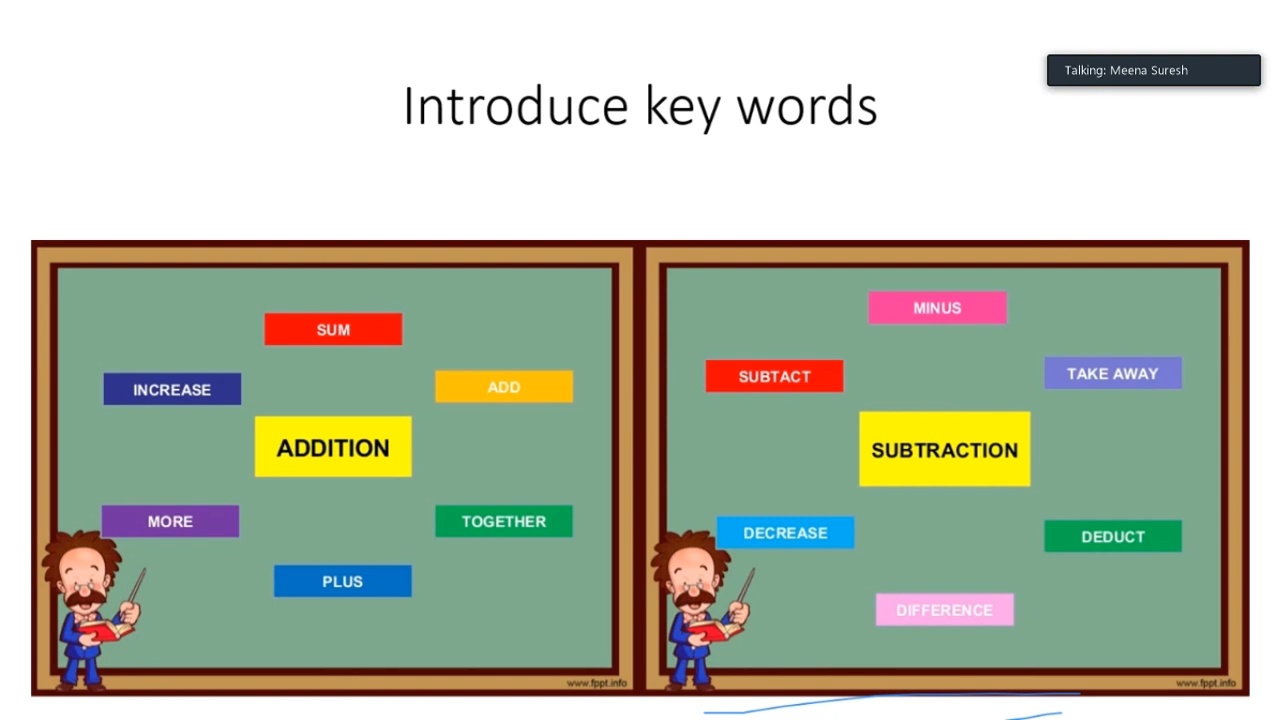 Talking: Meena Suresh
Introduce key words
SUM
INCREASE
ADD
ADDITION
MORE
TOGETHER
PLUS
www.fppt.info
MINUS
SUBTACT
TAKE AWAY
SUBTRACTION
DECREASE
DEDUCT
DIFFERENCE
www.fppt.info